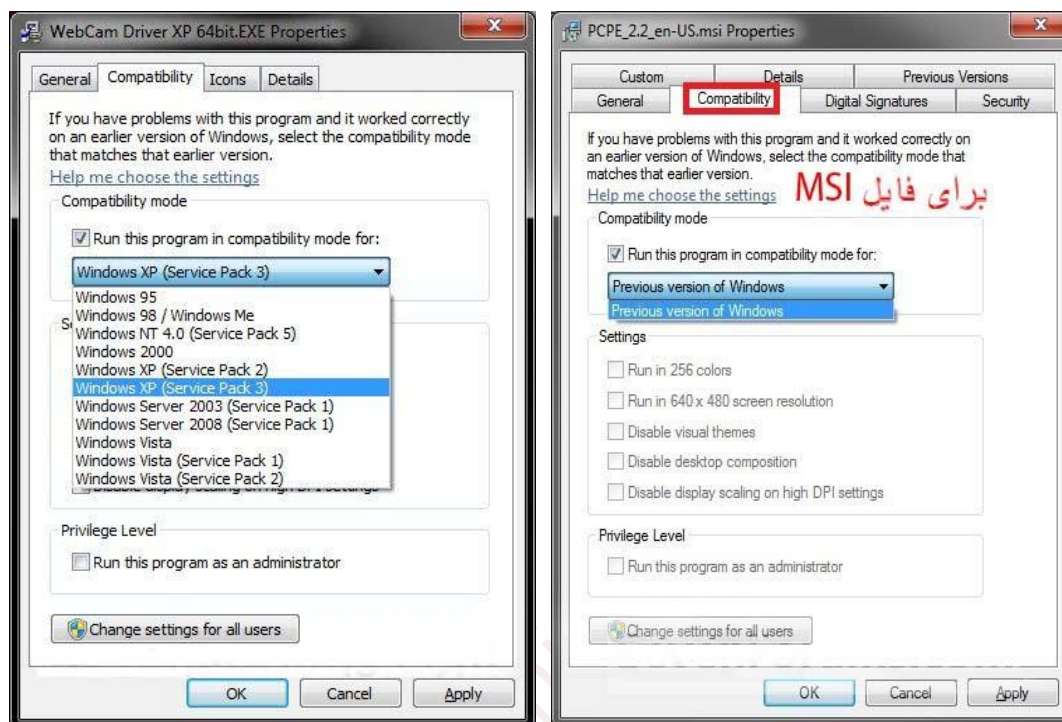 WebCam Driver XP 64bit.EXE Properties
General Compatibility Icons Details
If you have problems with this program and it worked correctly
on an earlier version of Windows, select the compatibility mode
that matches that earlier version.
Help me choose the settings
Compatibility mode
Run this program in compatibility mode for:
Windows XP (Service Pack 3)
Windows 95
Windows 98 / Windows Me
Windows NT 4.0 (Service Pack 5)
Windows 2000
Windows XP (Service Pack 2)
Windows XP (Service Pack 3)
Windows Server 2003 (Service Pack 1)
Windows Server 2008 (Service Pack 1)
Windows Vista
Windows Vista (Service Pack 1)
Windows Vista (Service Pack 2)
Disable display scaling on high DPI settings
Privilege Level
Run this program as an administrator
Change settings for all users
OK Cancel Apply
PCPE_2.2_en-US.msi Properties
Custom Details Previous Versions
General Compatibility Digital Signatures Security
If you have problems with this program and it worked correctly on
an earlier version of Windows, select the compatibility mode that
matches that earlier version.
Help me choose the settings
برای فایل MSI
Compatibility mode
Run this program in compatibility mode for:
Previous version of Windows
Previous version of Windows
Settings
Run in 256 colors
Run in 640 x 480 screen resolution
Disable visual themes
Disable desktop composition
Disable display scaling on high DPI settings
Privilege Level
Run this program as an administrator
Change settings for all users
OK Cancel Apply